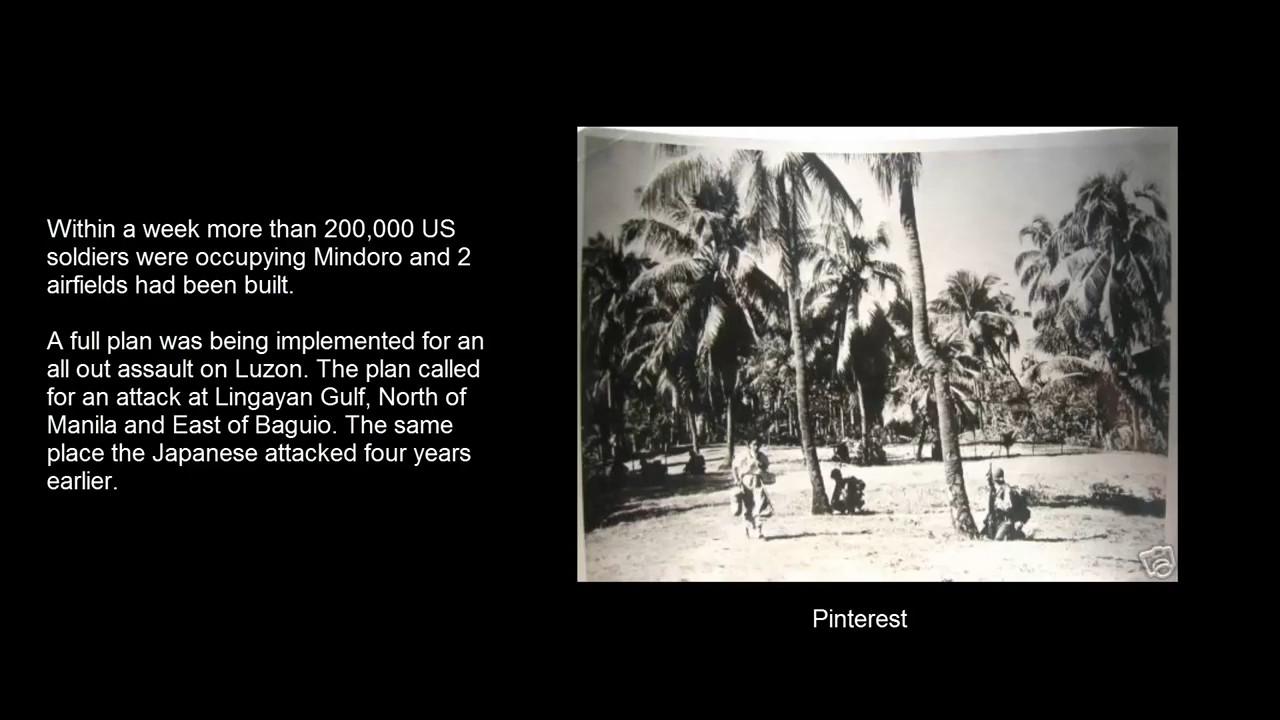 Within a week more than 200,000 US
soldiers were occupying Mindoro and 2
airfields had been built.
A full plan was being implemented for an
all out assault on Luzon. The plan called
for an attack at Lingayan Gulf, North of
Manila and East of Baguio. The same
place the Japanese attacked four years
earlier.
Pinterest